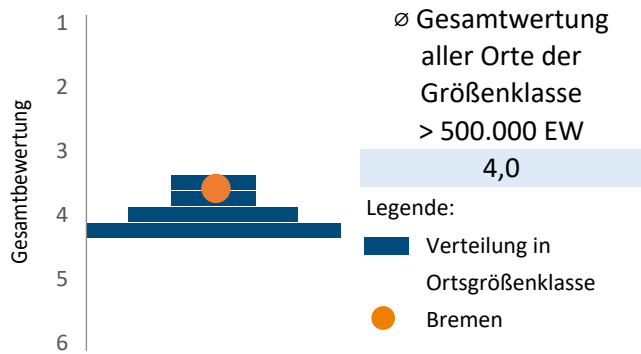 Gesamtbewertung
1
2
3
4
5
6
⌀ Gesamtwertung
aller Orte der
Größenklasse
> 500.000 EW
4,0
Legende:
Verteilung in
Ortsgrößenklasse
Bremen